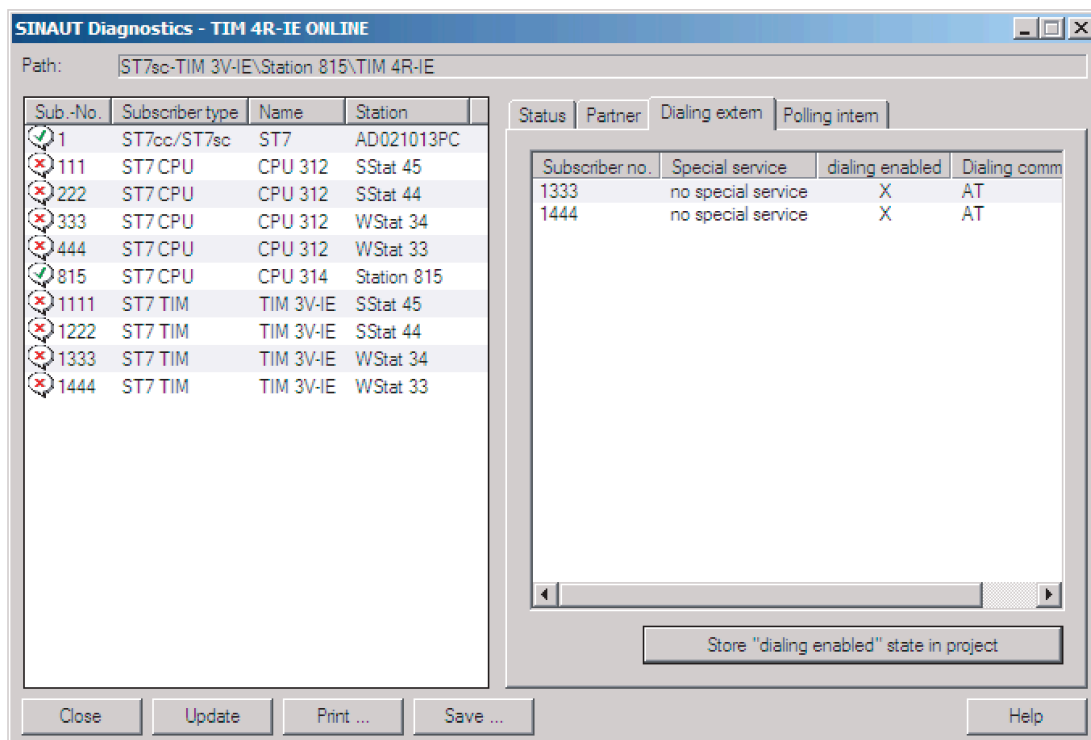 SINAUT Diagnostics - TIM 4R-IE ONLINE
Path: ST7sc-TIM 3V-IE\Station 815\TIM 4R-IE
Sub.-No. Subscriber type Name Station
1 ST7cc/ST7sc ST7 AD021013PC
111 ST7 CPU CPU 312 SStat 45
222 ST7 CPU CPU 312 SStat 44
333 ST7 CPU CPU 312 WStat 34
444 ST7 CPU CPU 312 WStat 33
815 ST7 CPU CPU 314 Station 815
1111 ST7 TIM TIM 3V-IE SStat 45
1222 ST7 TIM TIM 3V-IE SStat 44
1333 ST7 TIM TIM 3V-IE WStat 34
1444 ST7 TIM TIM 3V-IE WStat 33
Status Partner Dialing extern Polling intern
Subscriber no. Special service dialing enabled Dialing comm
1333 no special service X AT
1444 no special service X AT
Store "dialing enabled" state in project
Close Update Print ... Save ... Help